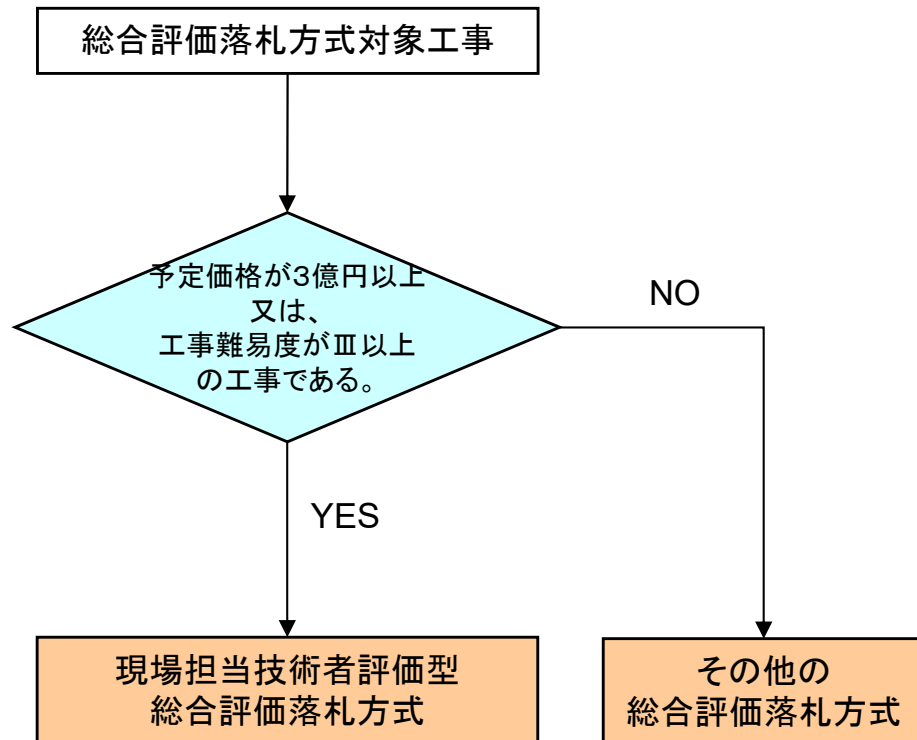 総合評価落札方式対象工事
予定価格が３億円以上
又は、
工事難易度がⅢ以上
の工事である。
NO
YES
現場担当技術者評価型
総合評価落札方式
その他の
総合評価落札方式